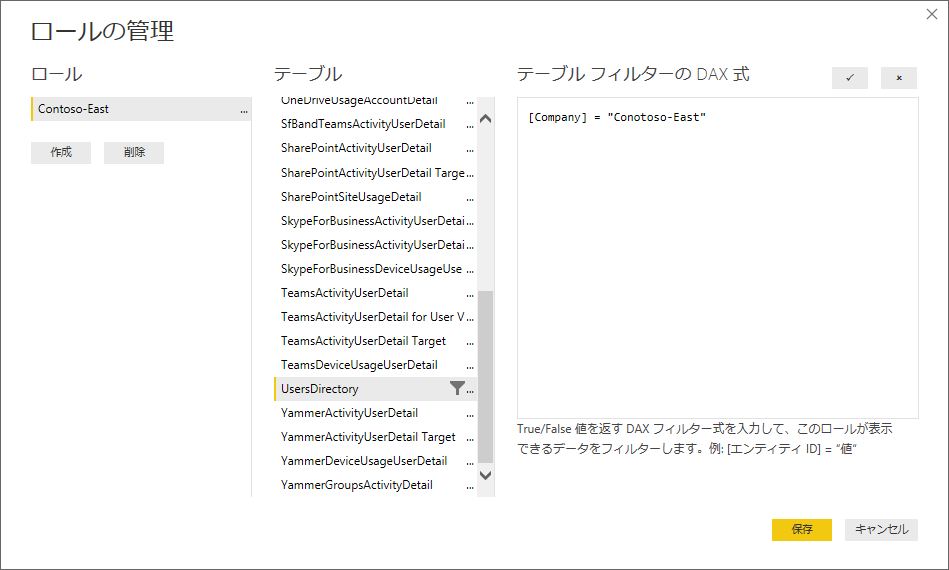 ロールの管理
ロール
Contoso-East ...
作成 削除
テーブル
OneDriveUsageAccountDetail ...
SfBandTeamsActivityUserDetail ...
SharePointActivityUserDetail ...
SharePointActivityUserDetail Targe...
SharePointSiteUsageDetail ...
SkypeForBusinessActivityUserDetai...
SkypeForBusinessActivityUserDetai...
SkypeForBusinessDeviceUsageUse ...
TeamsActivityUserDetail ...
TeamsActivityUserDetail for User V...
TeamsActivityUserDetail Target ...
TeamsDeviceUsageUserDetail ...
UsersDirectory ...
YammerActivityUserDetail ...
YammerActivityUserDetail Target ...
YammerDeviceUsageUserDetail ...
YammerGroupsActivityDetail ...
テーブル フィルターの DAX 式
[Company] = "Conotoso-East"
True/False 値を返す DAX フィルター式を入力して、このロールが表示
できるデータをフィルターします。例: [エンティティ ID] = "値"
保存 キャンセル